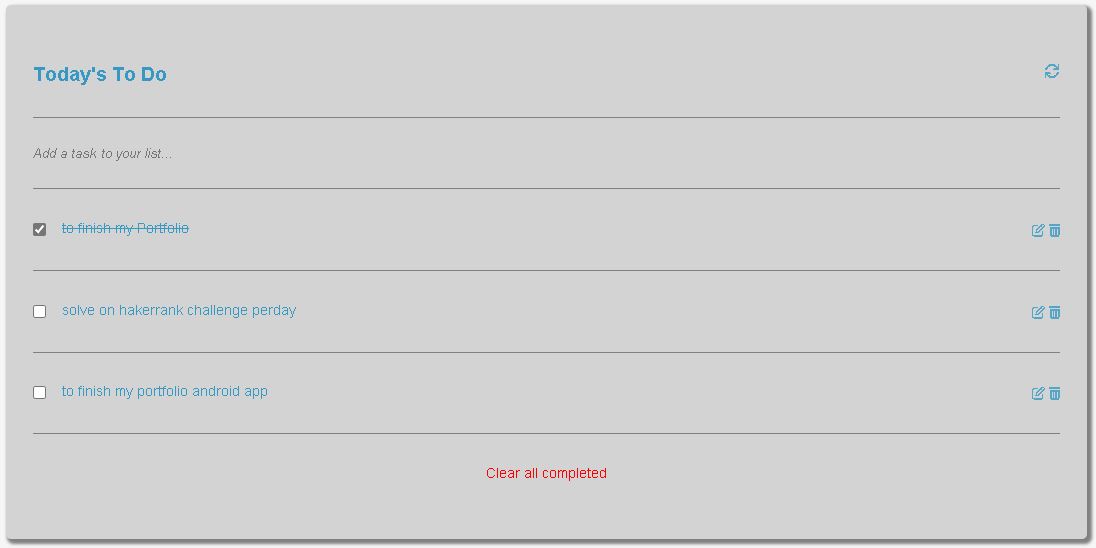 Today's To Do
Add a task to your list...
to finish my Portfolio
solve on hakerrank challenge perday
to finish my portfolio android app
Clear all completed